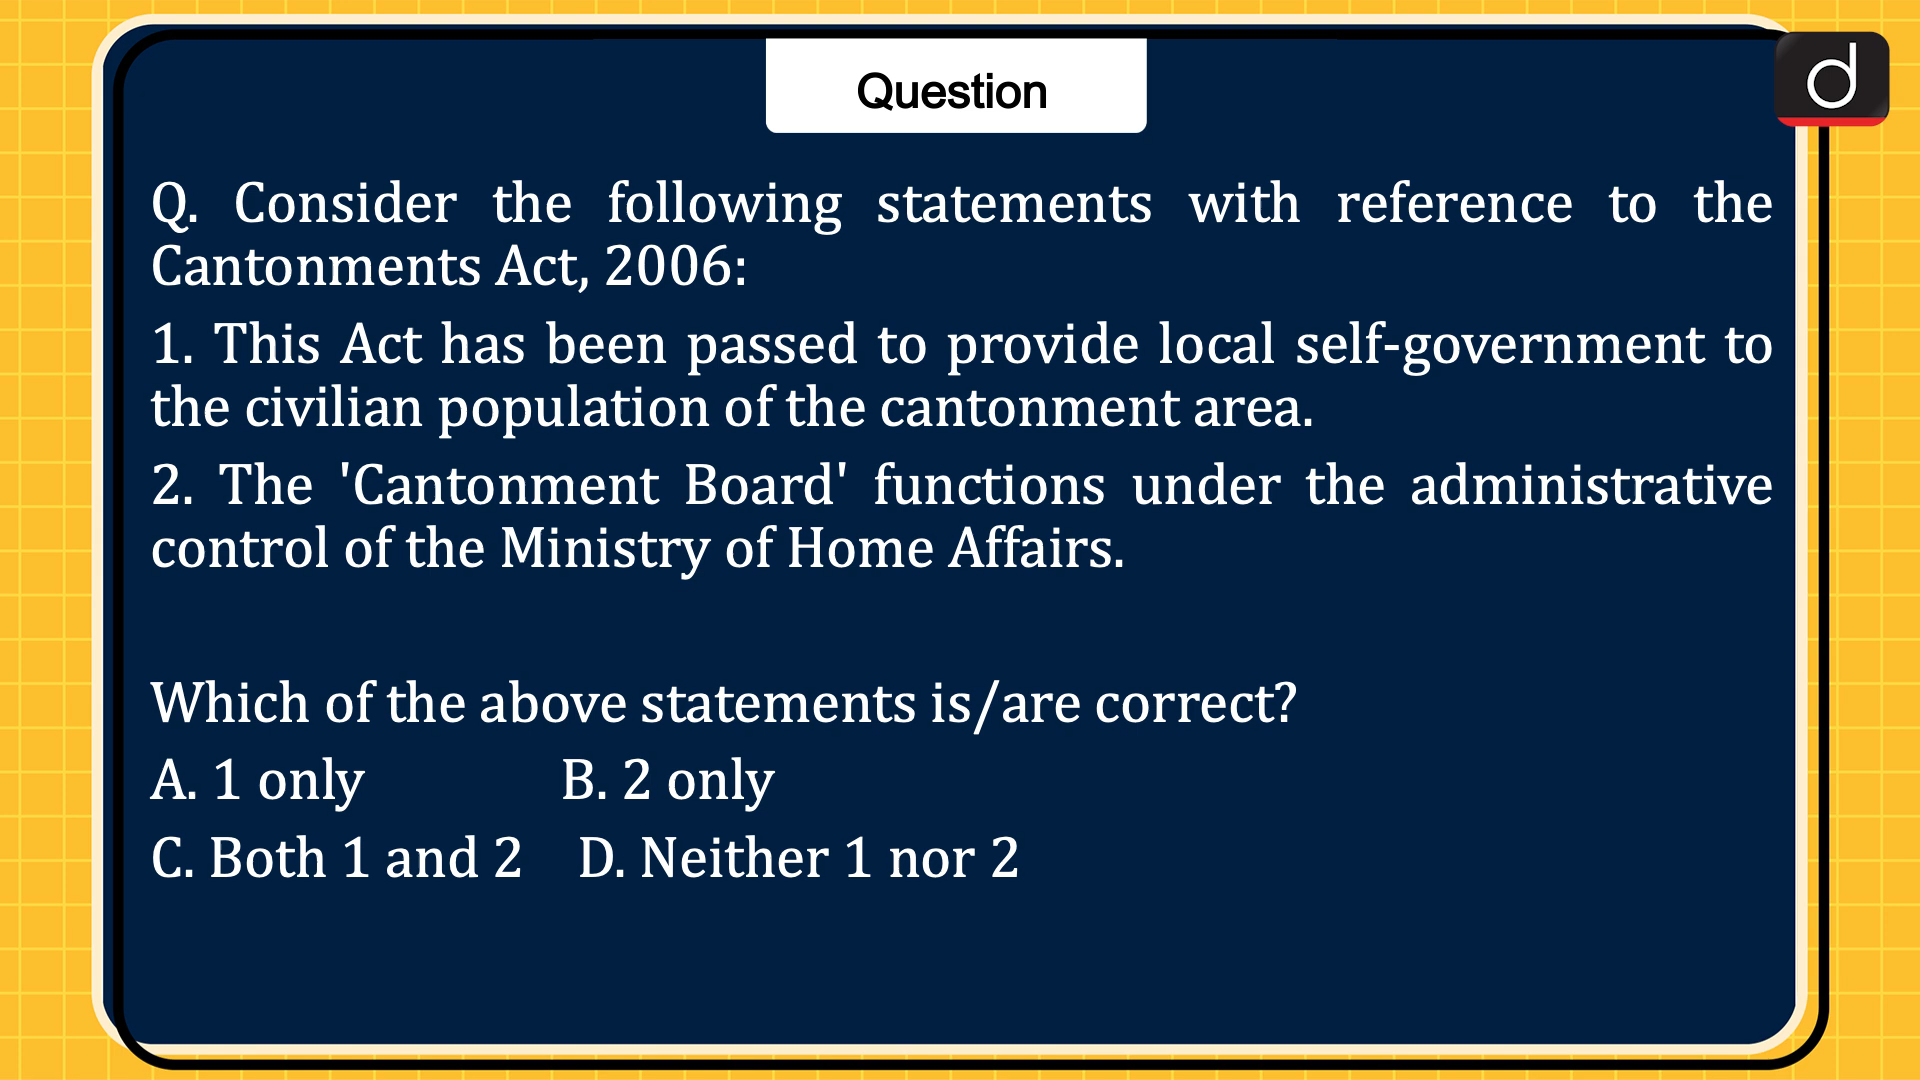 Question
d
Q. Consider the following statements with reference to the
Cantonments Act, 2006:
1. This Act has been passed to provide local self-government to
the civilian population of the cantonment area.
2. The 'Cantonment Board' functions under the administrative
control of the Ministry of Home Affairs.
Which of the above statements is/are correct?
A. 1 only B. 2 only
C. Both 1 and 2 D. Neither 1 nor 2